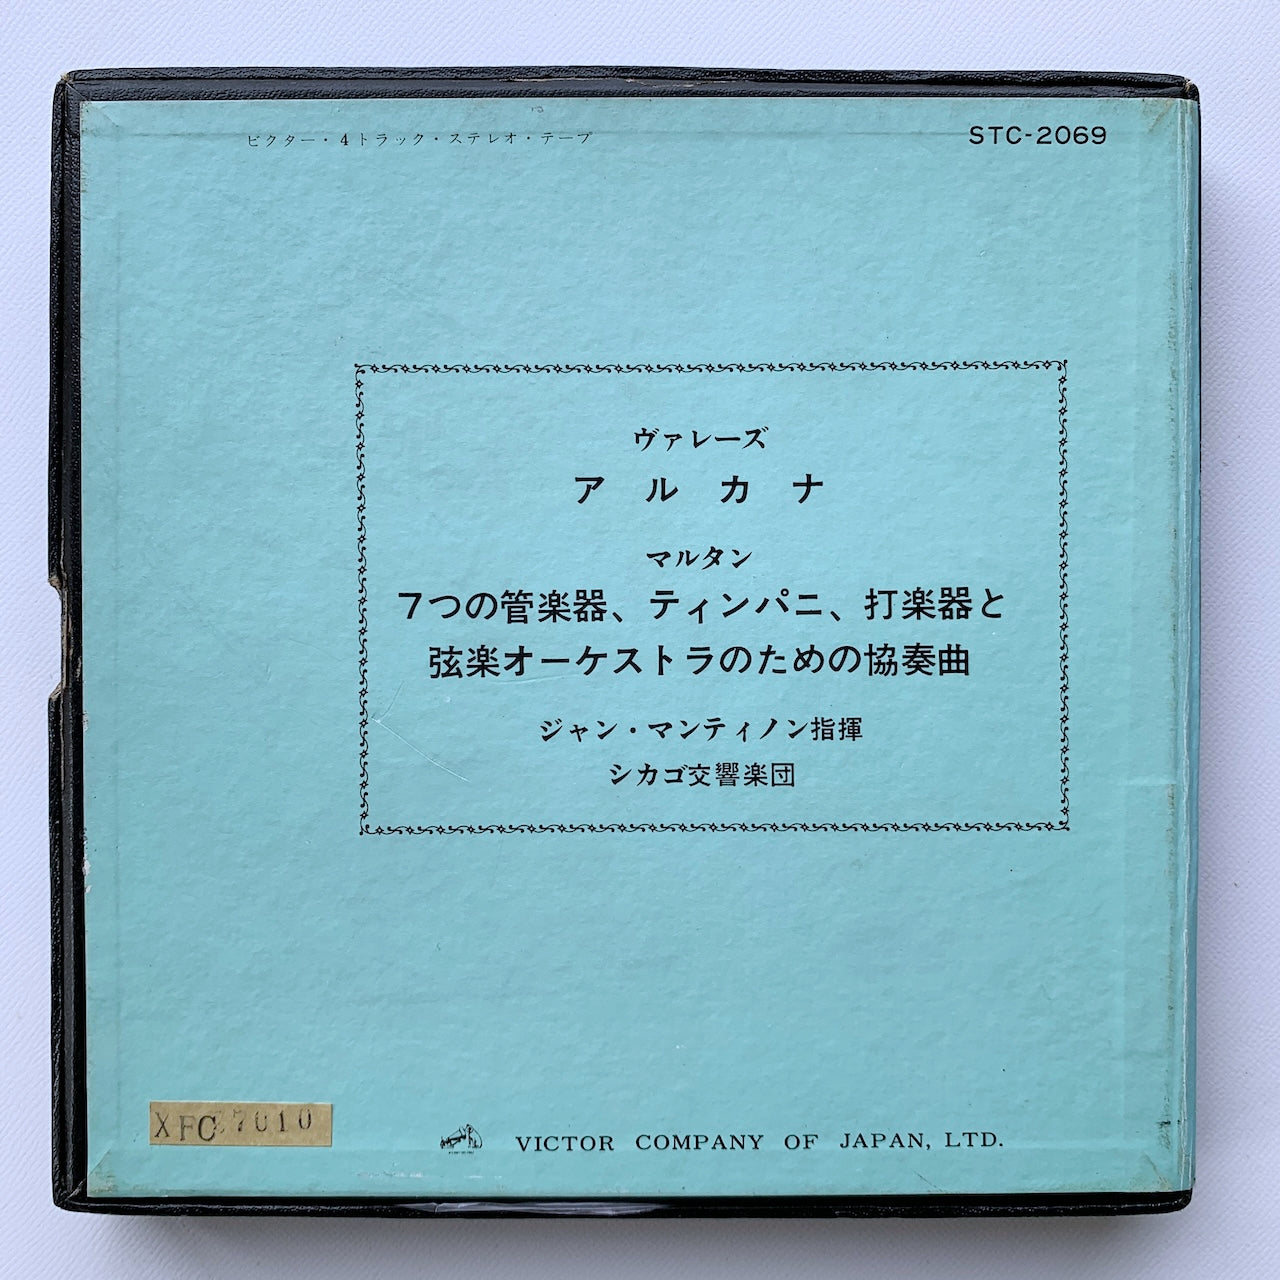 ビクター・4トラック・ステレオ・テープ
STC-2069
ヴァレーズ
アルカナ
マルタン
7つの管楽器、ティンパニ、打楽器と
弦楽オーケストラのための協奏曲
ジャン・マンティノン指揮
シカゴ交響楽団
XFC 7010
VICTOR COMPANY OF JAPAN, LTD.